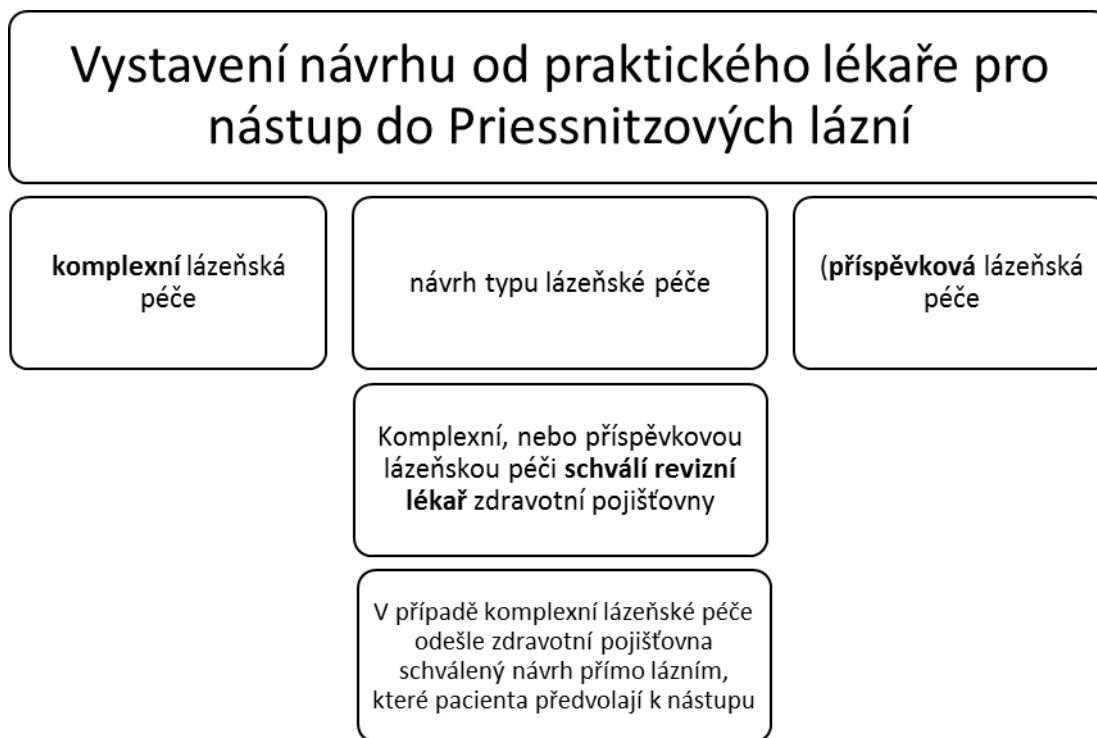 Vystavení návrhu od praktického lékaře pro
nástup do Priessnitzových lázní
komplexní lázeňská
péče
návrh typu lázeňské péče
(příspěvková lázeňská
péče
Komplexní, nebo příspěvkovou
lázeňskou péči schválí revizní
lékař zdravotní pojišťovny
V případě komplexní lázeňské péče
odešle zdravotní pojišťovna
schválený návrh přímo lázním,
které pacienta předvolají k nástupu